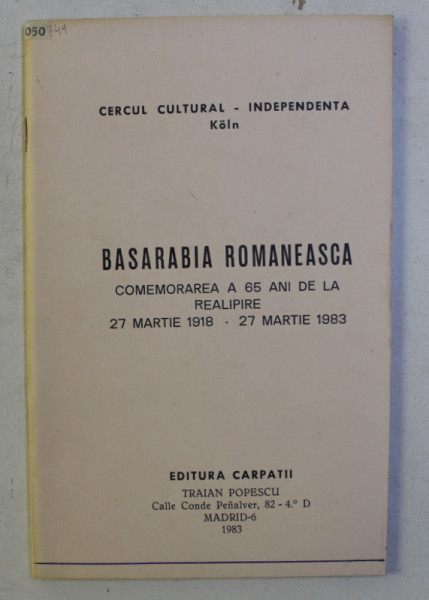 050 744
CERCUL CULTURAL - INDEPENDENTA
Köln
BASARABIA ROMANEASCA
COMEMORAREA A 65 ANI DE LA
REALIPIRE
27 MARTIE 1918 - 27 MARTIE 1983
EDITURA CARPATII
TRAIAN POPESCU
Calle Conde Peñalver, 82 - 4.º D
MADRID-6
1983